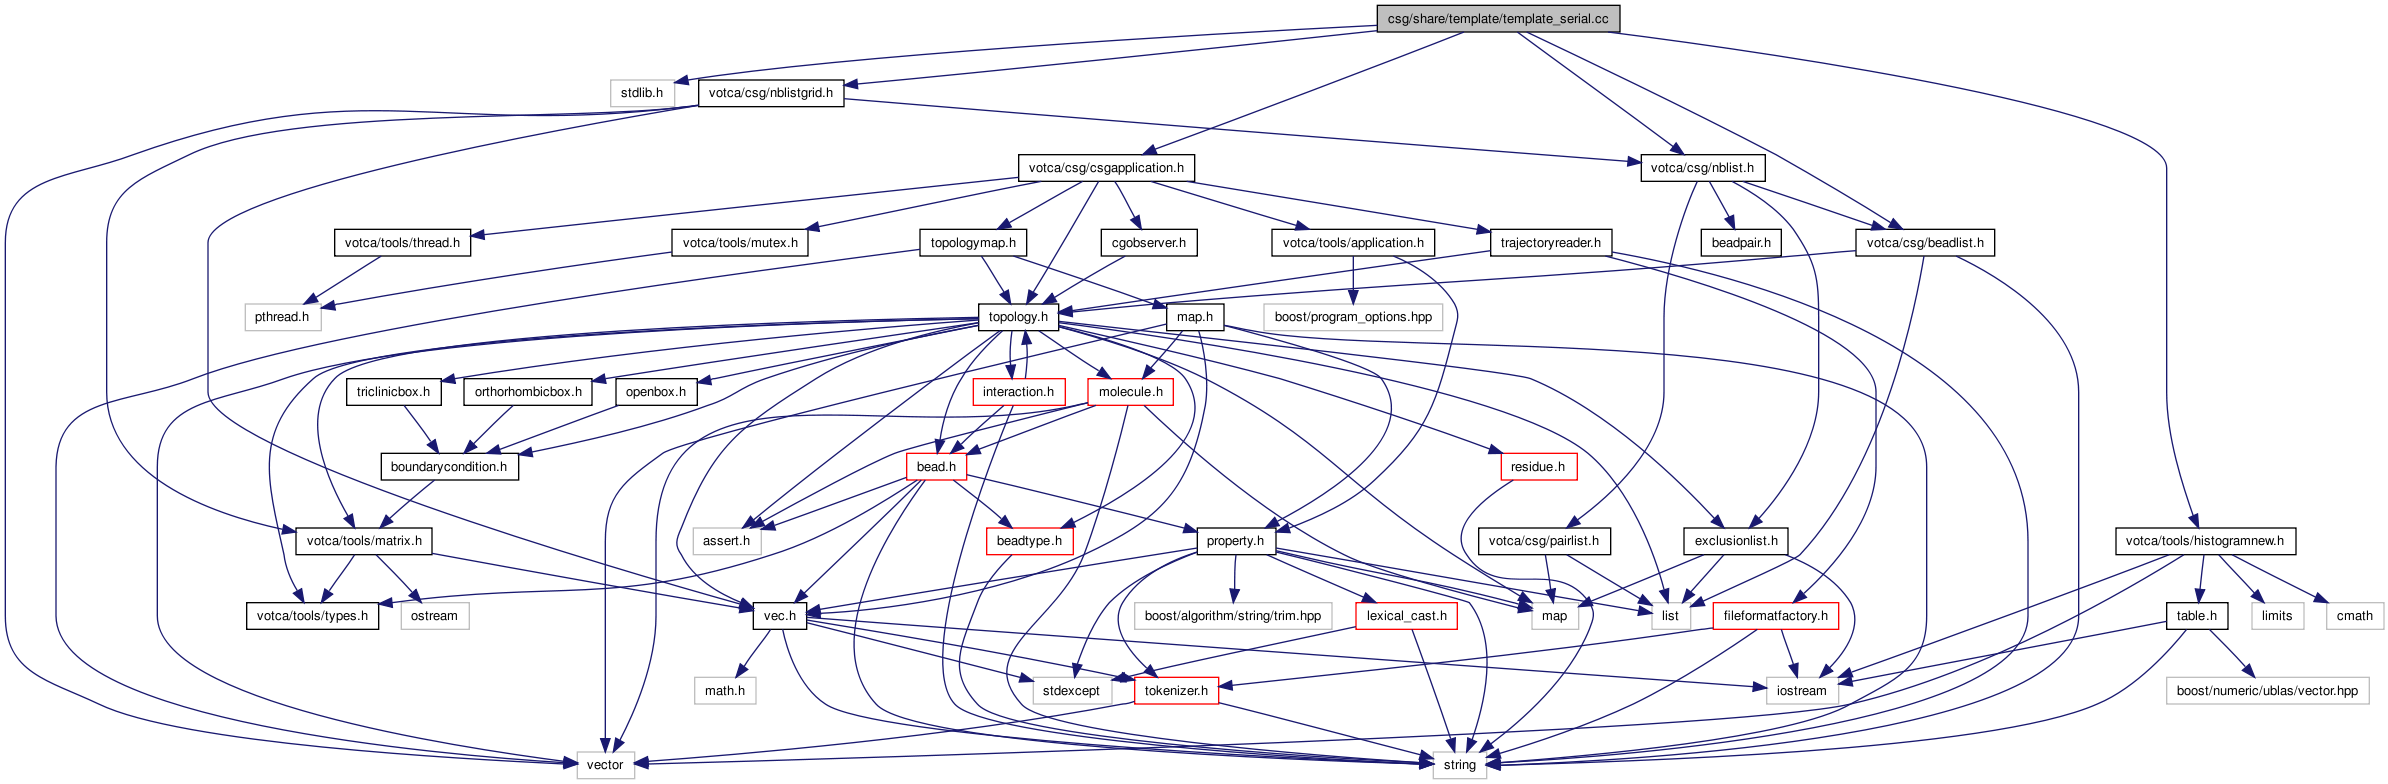 csg/share/template/template_serial.cc
stdlib.h
votca/csg/nblistgrid.h
votca/csg/csgapplication.h
votca/csg/nblist.h
votca/tools/thread.h
votca/tools/mutex.h
topologymap.h
cgobserver.h
votca/tools/application.h
trajectoryreader.h
beadpair.h
votca/csg/beadlist.h
pthread.h
topology.h
map.h
boost/program_options.hpp
triclinicbox.h
orthorhombicbox.h
openbox.h
interaction.h
molecule.h
boundarycondition.h
bead.h
residue.h
votca/tools/matrix.h
assert.h
beadtype.h
property.h
votca/csg/pairlist.h
exclusionlist.h
votca/tools/histogramnew.h
votca/tools/types.h
ostream
vec.h
boost/algorithm/string/trim.hpp
lexical_cast.h
map
list
fileformatfactory.h
table.h
limits
cmath
math.h
stdexcept
tokenizer.h
iostream
boost/numeric/ublas/vector.hpp
vector
string